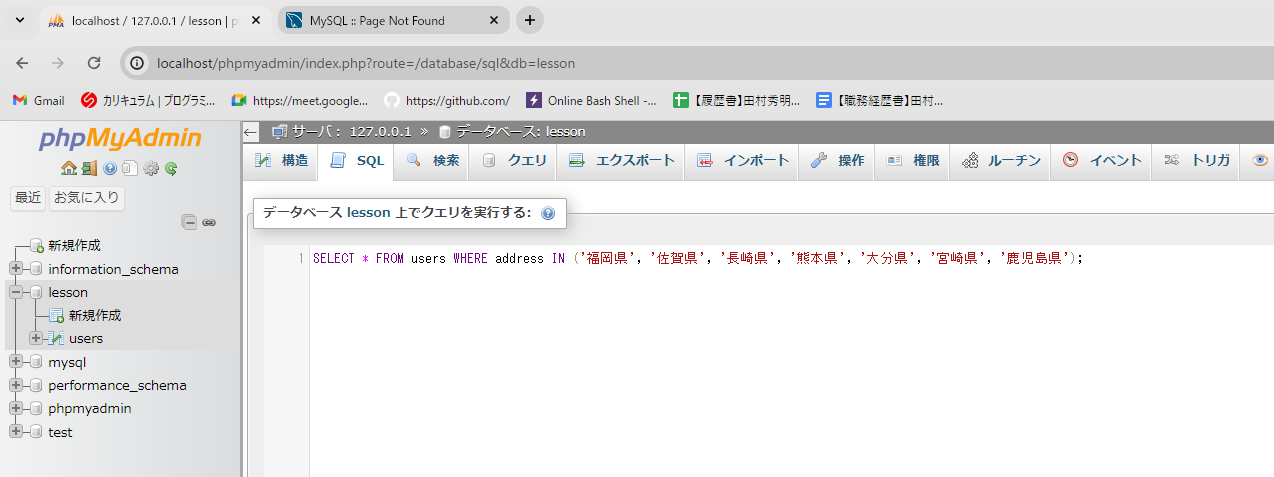 localhost / 127.0.0.1 / lesson | p
MySQL :: Page Not Found
localhost/phpmyadmin/index.php?route=/database/sql&db=lesson
Gmail
カリキュラム | プログラミ...
https://meet.google...
https://github.com/
Online Bash Shell -...
【履歴書】田村秀明...
【職務経歴書】田村...
phpMyAdmin
サーバ： 127.0.0.1 » データベース: lesson
構造
SQL
検索
クエリ
エクスポート
インポート
操作
権限
ルーチン
イベント
トリガ
最近
お気に入り
データベース lesson 上でクエリを実行する:
新規作成
information_schema
lesson
新規作成
users
mysql
performance_schema
phpmyadmin
test
1 SELECT * FROM users WHERE address IN ('福岡県', '佐賀県', '長崎県', '熊本県', '大分県', '宮崎県', '鹿児島県');